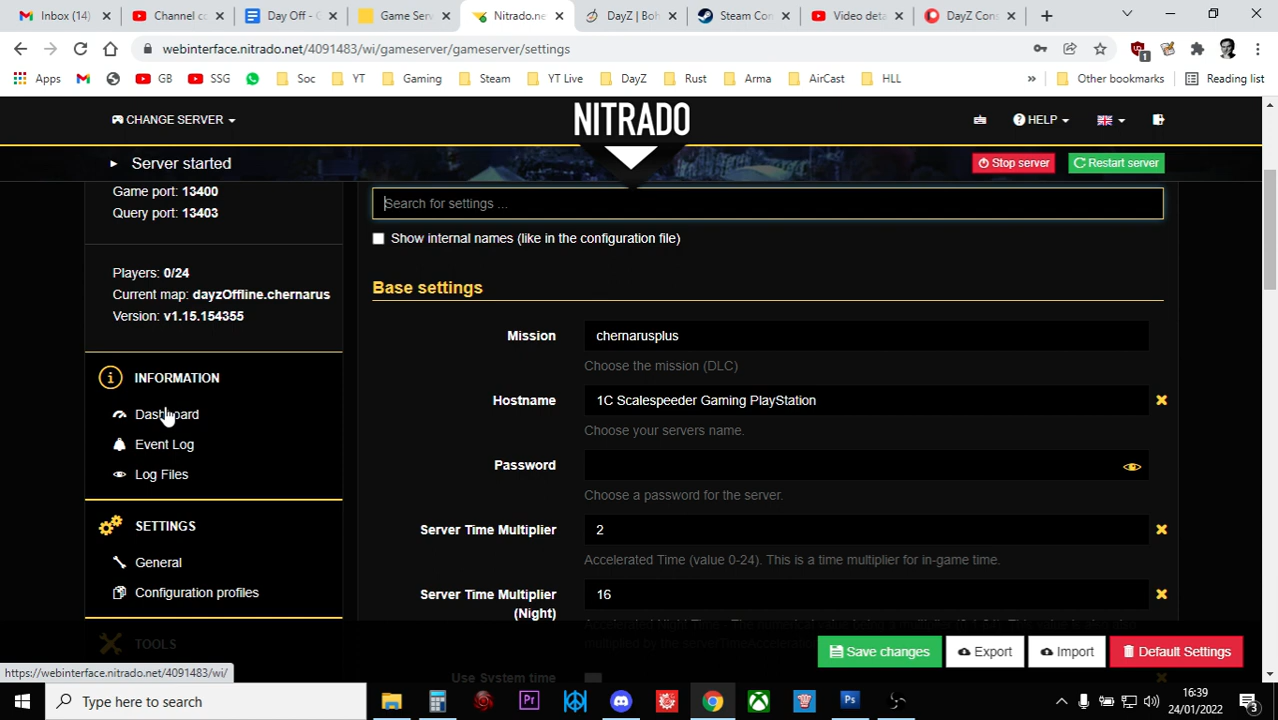 Inbox (14)
Channel co
Day Off - G
Game Serv
Nitrado.ne
DayZ | Boh
Steam Com
Video deta
DayZ Cons
webinterface.nitrado.net/4091483/wi/gameserver/gameserver/settings
Apps
GB
SSG
Soc
YT
Gaming
Steam
YT Live
DayZ
Rust
Arma
AirCast
HLL
»
Other bookmarks
Reading list
CHANGE SERVER
NITRADO
HELP
Server started
Stop server
Restart server
Game port: 13400
Query port: 13403
Players: 0/24
Current map: dayzOffline.chernarus
Version: v1.15.154355
INFORMATION
Dashboard
Event Log
Log Files
SETTINGS
General
Configuration profiles
TOOLS
Search for settings ...
Show internal names (like in the configuration file)
Base settings
Mission
chernarusplus
Choose the mission (DLC)
Hostname
1C Scalespeeder Gaming PlayStation
Choose your servers name.
Password
Choose a password for the server.
Server Time Multiplier
2
Accelerated Time (value 0-24). This is a time multiplier for in-game time.
Server Time Multiplier
(Night)
16
Use System time
Save changes
Export
Import
Default Settings
https://webinterface.nitrado.net/4091483/wi/
Type here to search
16:39
24/01/2022
3